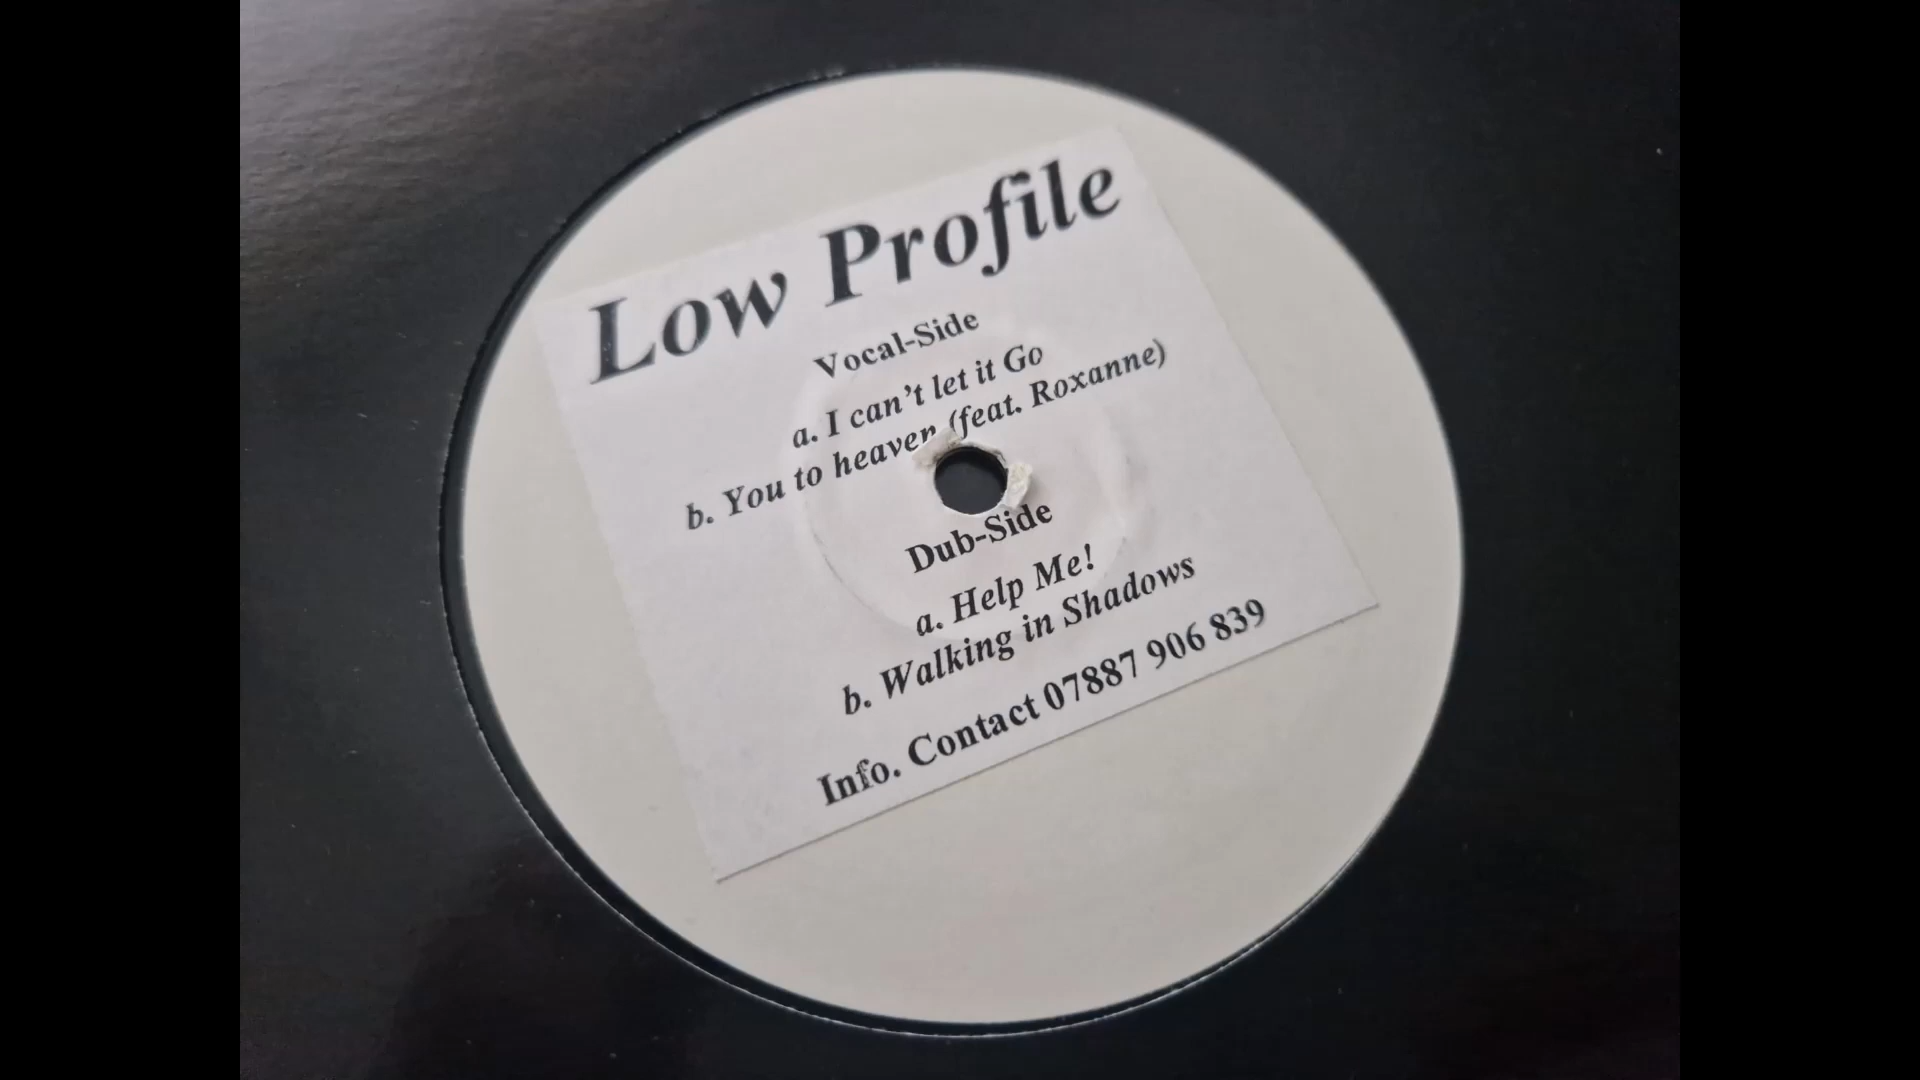 Low Profile
Vocal-Side
a. I can't let it Go
b. You to heaven (feat. Roxanne)
Dub-Side
a. Help Me!
b. Walking in Shadows
Info. Contact 07887 906 839